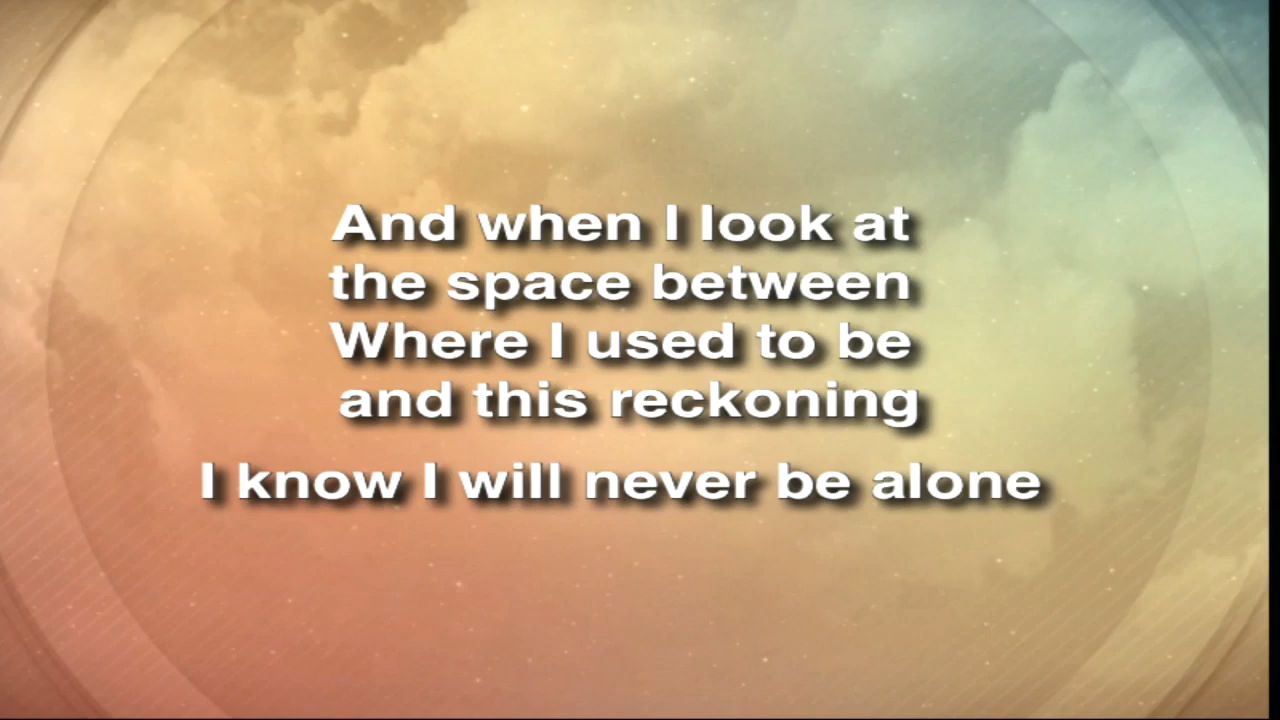 And when I look at
the space between
Where I used to be
and this reckoning
I know I will never be alone